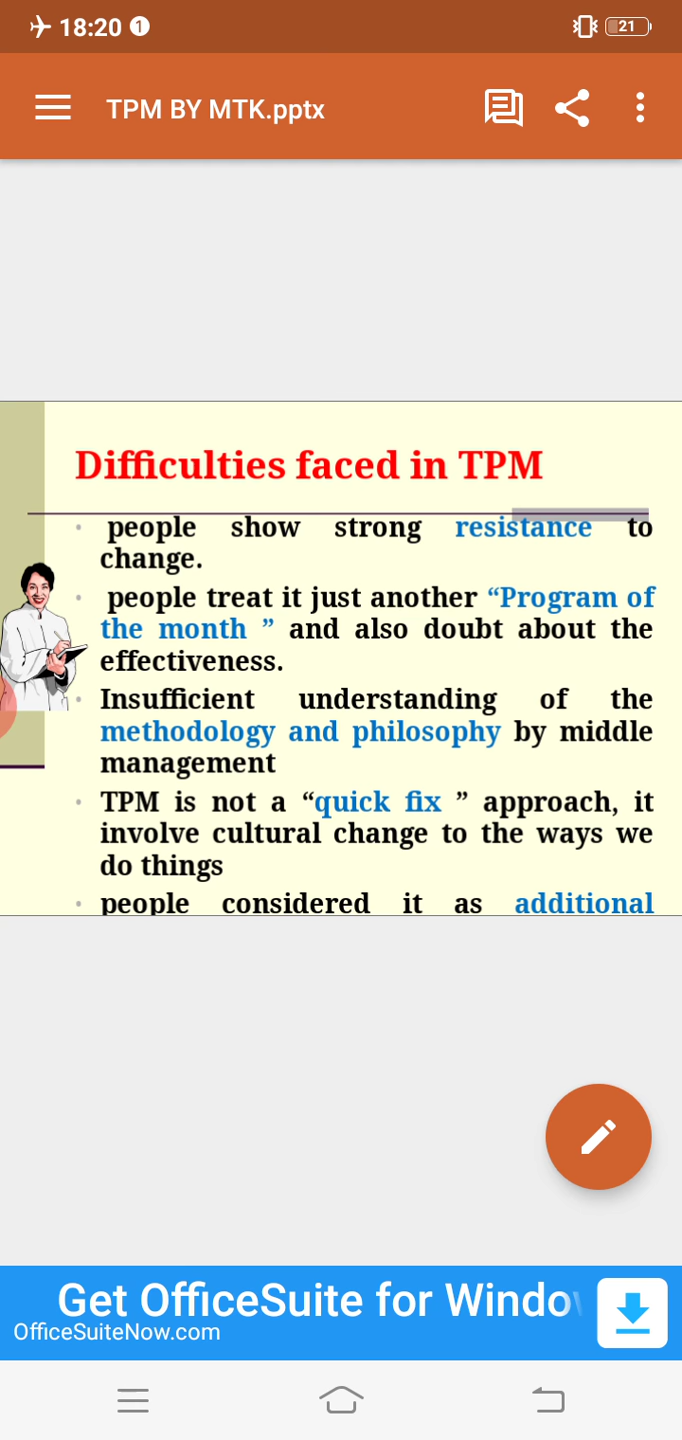 18:20 1
21
TPM BY MTK.pptx
Difficulties faced in TPM
• people show strong resistance to
change.
• people treat it just another “Program of
the month ” and also doubt about the
effectiveness.
• Insufficient understanding of the
methodology and philosophy by middle
management
• TPM is not a “quick fix ” approach, it
involve cultural change to the ways we
do things
• people considered it as additional
Get OfficeSuite for Windo
OfficeSuiteNow.com